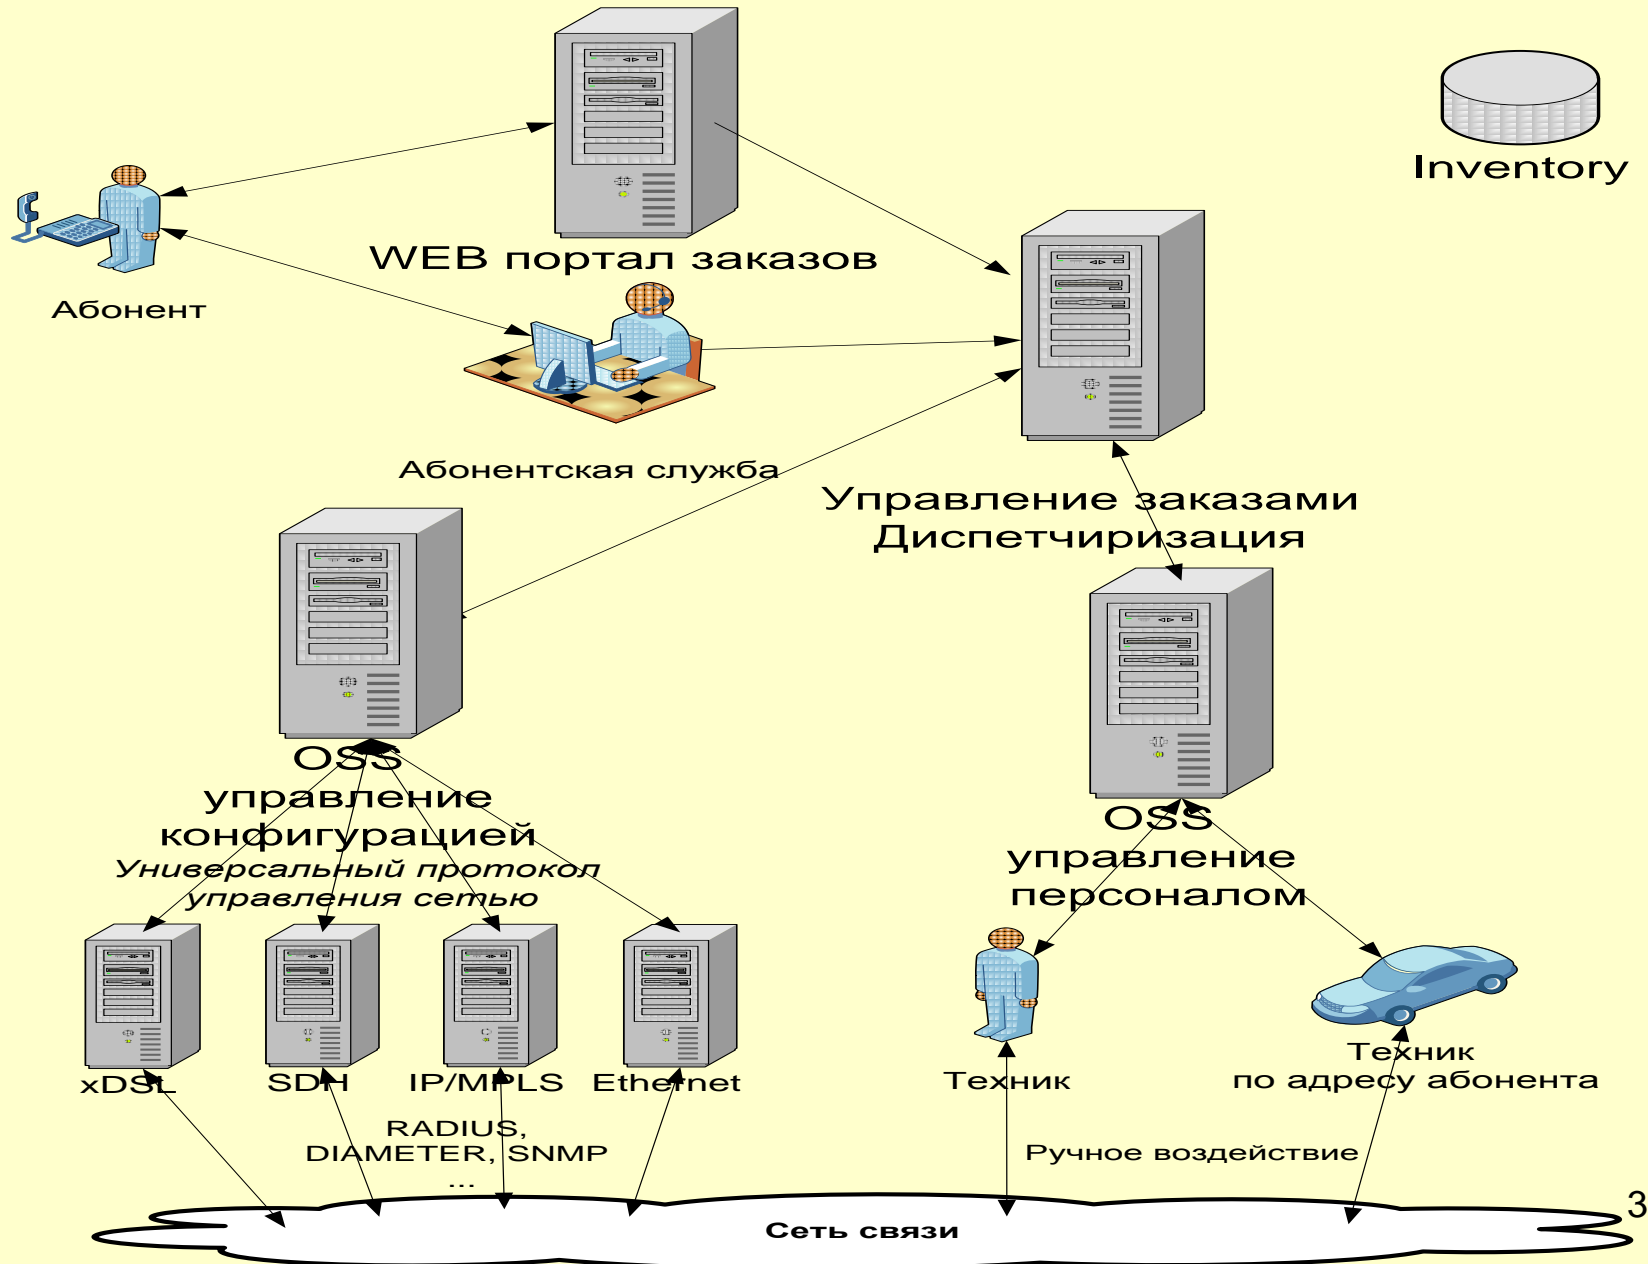 Inventory
WEB портал заказов
Абонент
Абонентская служба
Управление заказами
Диспетчиризация
OSS
управление
конфигурацией
Универсальный протокол
управления сетью
OSS
управление
персоналом
xDSL
SDH
IP/MPLS
Ethernet
Техник
Техник
по адресу абонента
RADIUS,
DIAMETER, SNMP
...
Ручное воздействие
Сеть связи
3